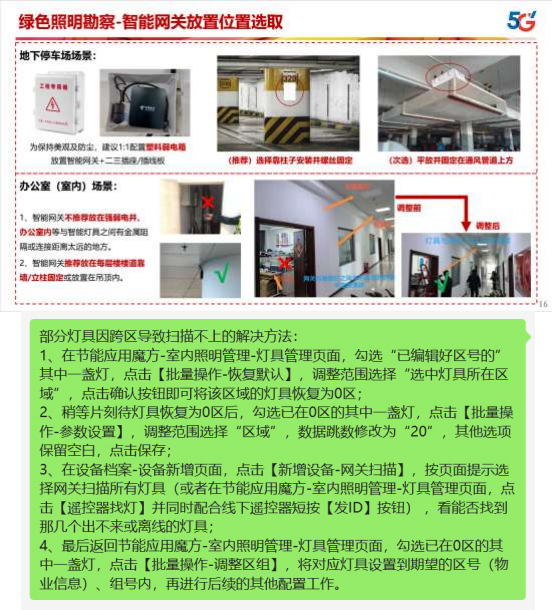 绿色照明勘察-智能网关放置位置选取
5G
地下停车场场景：
为保持美观及防尘，建议1:1配置塑料弱电箱
放置智能网关+二三插座/插线板
（推荐）选择靠柱子安装并螺丝固定
（次选）平放并固定在通风管道上方
办公室（室内）场景：
1、智能网关不推荐放在强弱电井、
办公室内等与智能灯具之间有金属阻
隔或连接距离太远的地方。
2、智能网关推荐放在每层楼楼道靠
墙/立柱固定或放置在吊顶内。
调整前
调整后
16
部分灯具因跨区导致扫描不上的解决方法：
1、在节能应用魔方-室内照明管理-灯具管理页面，勾选“已编辑好区号的”
其中一盏灯，点击【批量操作-恢复默认】，调整范围选择“选中灯具所在区
域”，点击确认按钮即可将该区域的灯具恢复为0区；
2、稍等片刻待灯具恢复为0区后，勾选已在0区的其中一盏灯，点击【批量操
作-参数设置】，调整范围选择“区域”，数据跳数修改为“20”，其他选项
保留空白，点击保存；
3、在设备档案-设备新增页面，点击【新增设备-网关扫描】，按页面提示选
择网关扫描所有灯具（或者在节能应用魔方-室内照明管理-灯具管理页面，点
击【遥控器找灯】并同时配合线下遥控器短按【发ID】按钮），看能否找到
那几个出不来或离线的灯具；
4、最后返回节能应用魔方-室内照明管理-灯具管理页面，勾选已在0区的其
中一盏灯，点击【批量操作-调整区组】，将对应灯具设置到期望的区号（物
业信息）、组号内，再进行后续的其他配置工作。